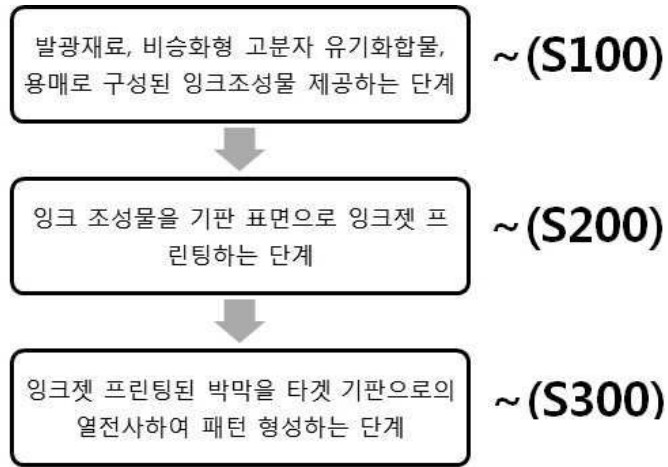 발광재료, 비승화형 고분자 유기화합물,
용매로 구성된 잉크조성물 제공하는 단계
~(S100)
잉크 조성물을 기판 표면으로 잉크젯 프
린팅하는 단계
~(S200)
잉크젯 프린팅된 박막을 타겟 기판으로의
열전사하여 패턴 형성하는 단계
~(S300)